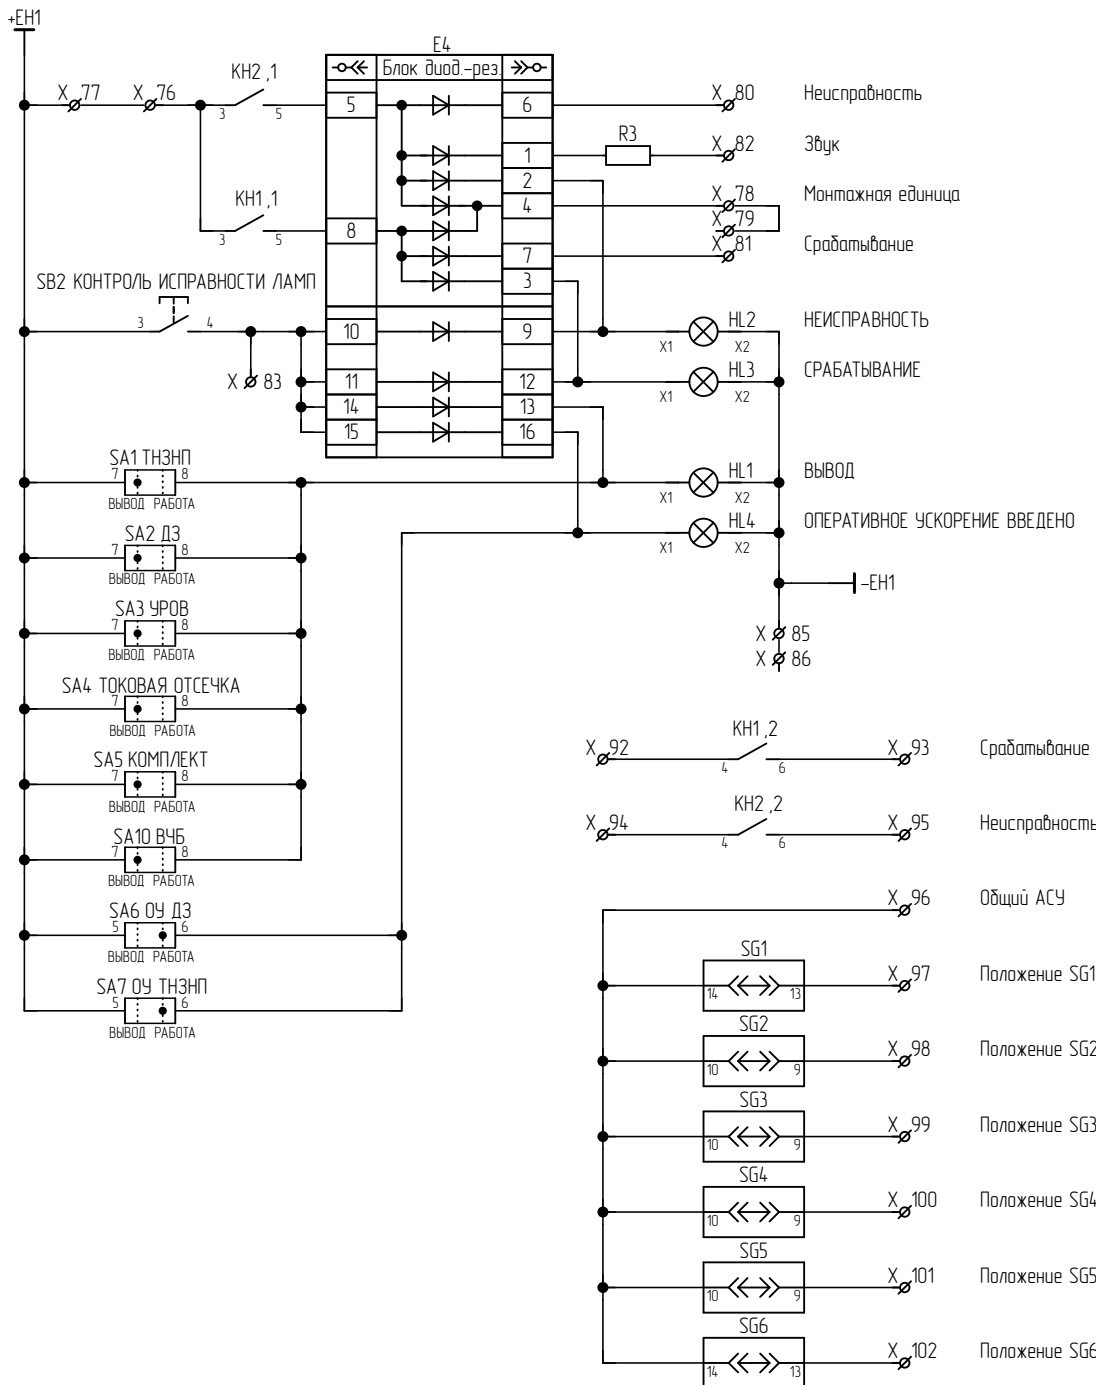 +EH1
E4
Блок диод.-рез.
X 77
X 76
KH2 ,1
3 5
5 6
X 80 Неисправность
1
R3
X 82 Звук
2
KH1 ,1
3 5
8
4
X 78 Монтажная единица
X 79
7
X 81 Срабатывание
3
SB2 КОНТРОЛЬ ИСПРАВНОСТИ ЛАМП
3 4
10 9
X1 HL2 X2 НЕИСПРАВНОСТЬ
X 83
11 12
X1 HL3 X2 СРАБАТЫВАНИЕ
14 13
15 16
SA1 ТНЗНП
7 8
ВЫВОД РАБОТА
X1 HL1 X2 ВЫВОД
SA2 ДЗ
7 8
ВЫВОД РАБОТА
X1 HL4 X2 ОПЕРАТИВНОЕ УСКОРЕНИЕ ВВЕДЕНО
-EH1
SA3 УРОВ
7 8
ВЫВОД РАБОТА
X 85
X 86
SA4 ТОКОВАЯ ОТСЕЧКА
7 8
ВЫВОД РАБОТА
SA5 КОМПЛЕКТ
7 8
ВЫВОД РАБОТА
SA10 ВЧБ
7 8
ВЫВОД РАБОТА
SA6 ОУ ДЗ
5 6
ВЫВОД РАБОТА
SA7 ОУ ТНЗНП
5 6
ВЫВОД РАБОТА
X 92 KH1 ,2 X 93 Срабатывание
4 6
X 94 KH2 ,2 X 95 Неисправность
4 6
X 96 Общий АСУ
SG1
14 13
X 97 Положение SG1
SG2
10 9
X 98 Положение SG2
SG3
10 9
X 99 Положение SG3
SG4
10 9
X 100 Положение SG4
SG5
10 9
X 101 Положение SG5
SG6
14 13
X 102 Положение SG6